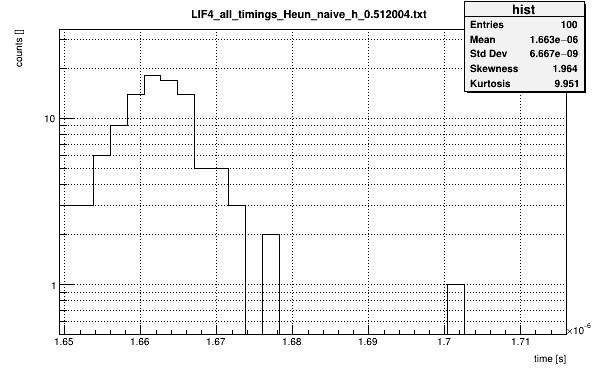 LIF4_all_timings_Heun_naive_h_0.512004.txt
hist
Entries 100
Mean 1.663e−06
Std Dev 6.667e−09
Skewness 1.964
Kurtosis 9.951
counts []
10
1
1.65 1.66 1.67 1.68 1.69 1.7 1.71
×10⁻⁶
time [s]